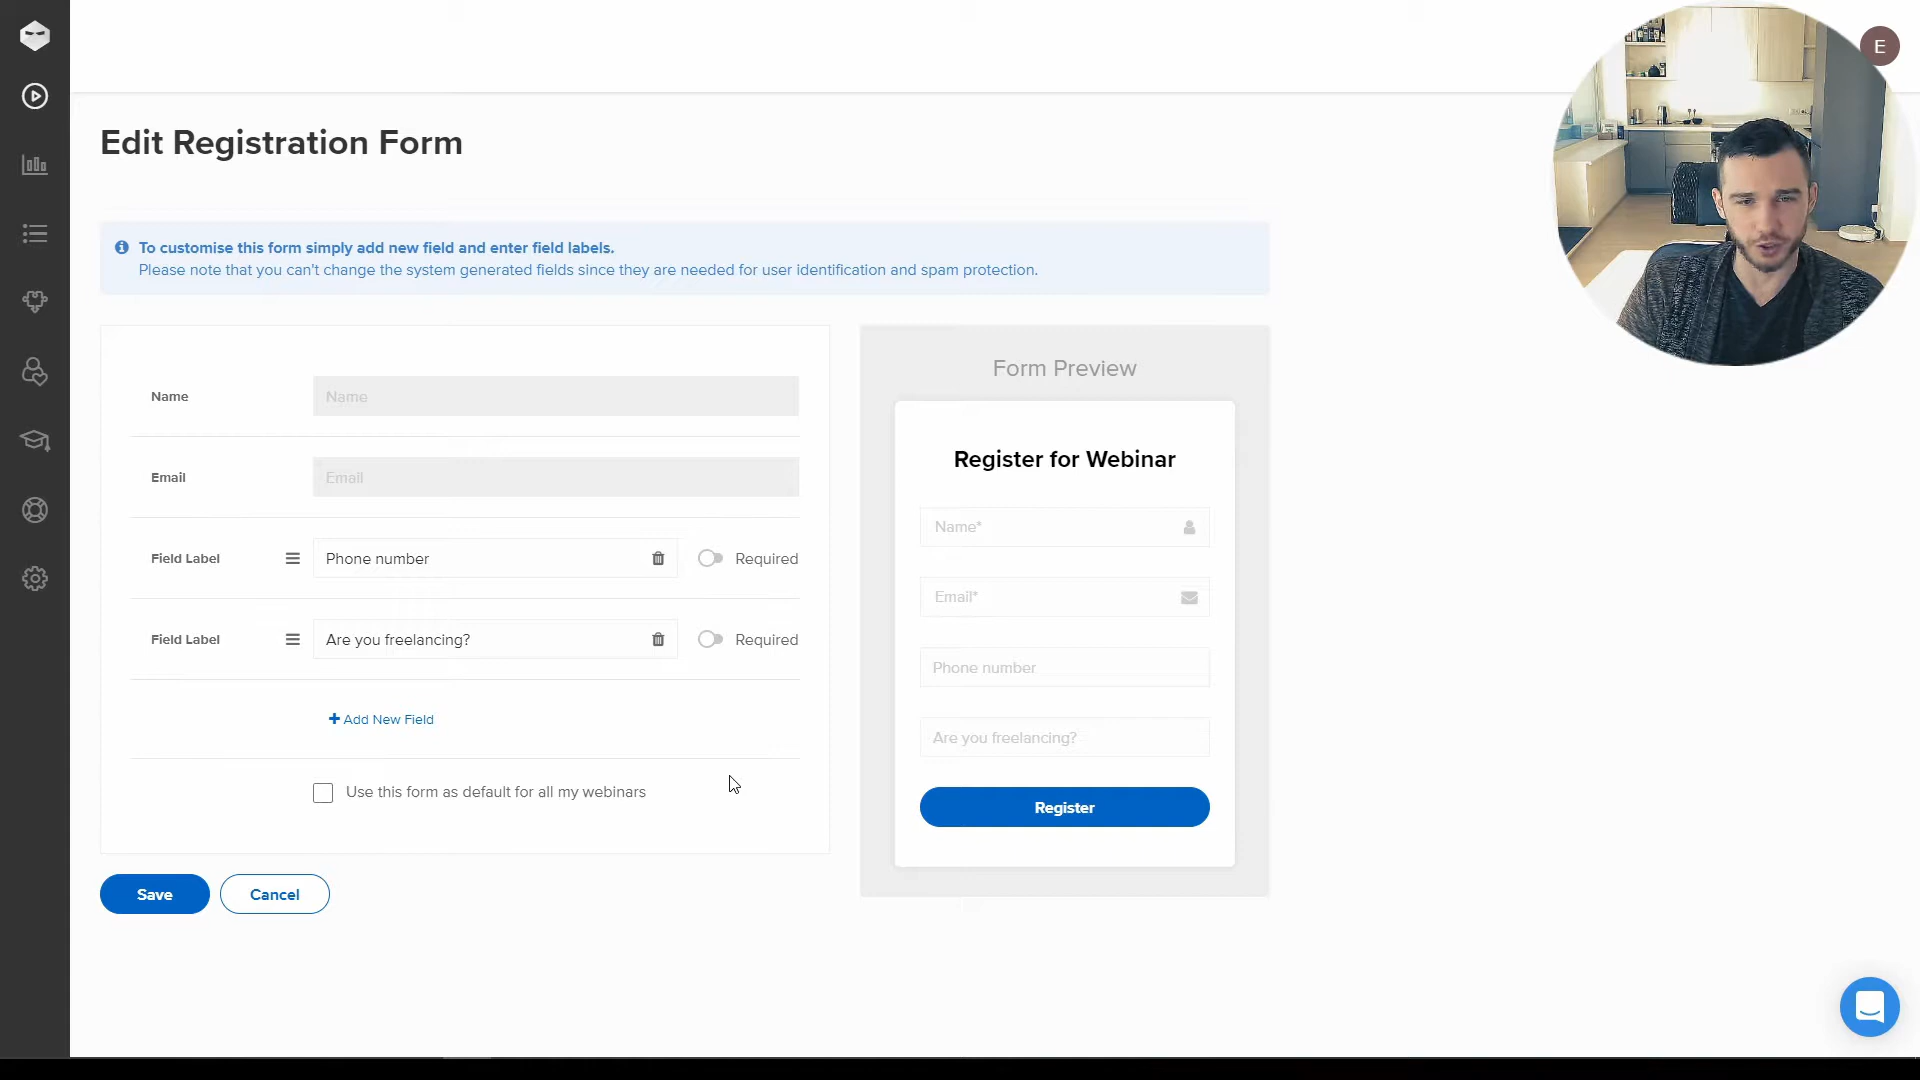 E
Edit Registration Form
To customise this form simply add new field and enter field labels.
Please note that you can't change the system generated fields since they are needed for user identification and spam protection.
Name
Name
Email
Email
Field Label
Phone number
Required
Field Label
Are you freelancing?
Required
Add New Field
Use this form as default for all my webinars
Save
Cancel
Form Preview
Register for Webinar
Name*
Email*
Phone number
Are you freelancing?
Register